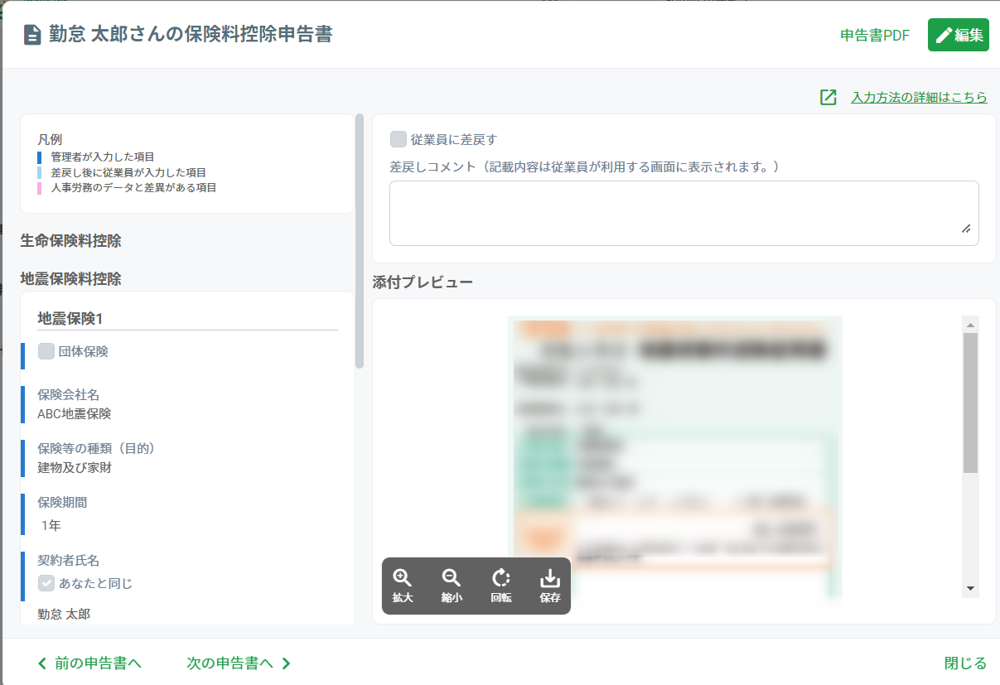 勤怠 太郎さんの保険料控除申告書
申告書PDF
編集
入力方法の詳細はこちら
凡例
管理者が入力した項目
差戻し後に従業員が入力した項目
人事労務のデータと差異がある項目
生命保険料控除
地震保険料控除
地震保険1
団体保険
保険会社名
ABC地震保険
保険等の種類（目的）
建物及び家財
保険期間
1年
契約者氏名
あなたと同じ
勤怠 太郎
従業員に差戻す
差戻しコメント（記載内容は従業員が利用する画面に表示されます。）
添付プレビュー
拡大
縮小
回転
保存
前の申告書へ
次の申告書へ
閉じる